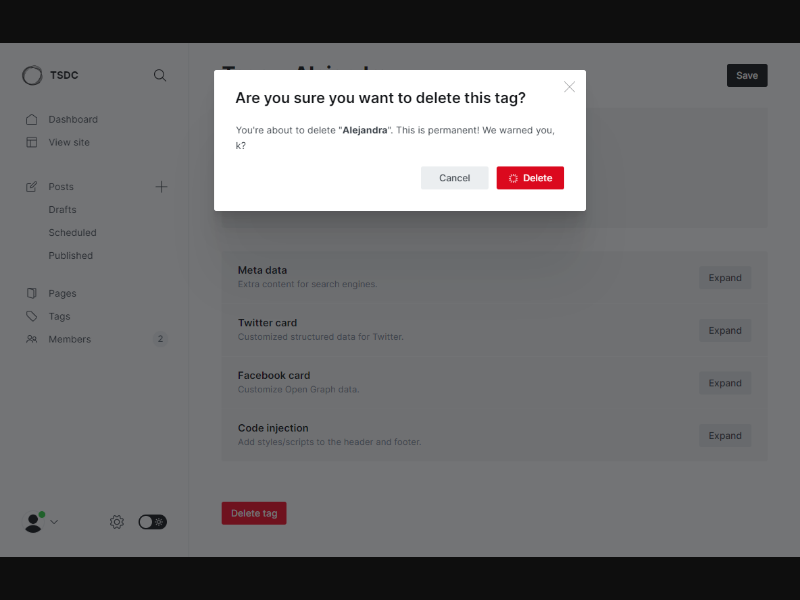 TSDC
Save
Dashboard
View site
Posts
Drafts
Scheduled
Published
Pages
Tags
Members
2
Are you sure you want to delete this tag?
You're about to delete "Alejandra". This is permanent! We warned you,
k?
Cancel
Delete
Meta data
Extra content for search engines.
Expand
Twitter card
Customized structured data for Twitter.
Expand
Facebook card
Customize Open Graph data.
Expand
Code injection
Add styles/scripts to the header and footer.
Expand
Delete tag